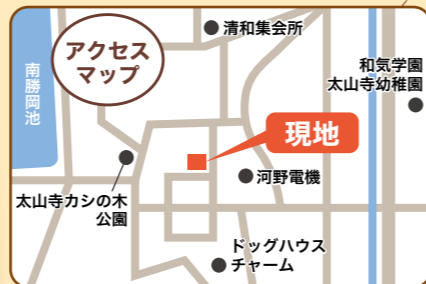 アクセス
マップ
清和集会所
和気学園
太山寺幼稚園
南勝岡池
現地
河野電機
太山寺カシの木
公園
ドッグハウス
チャーム